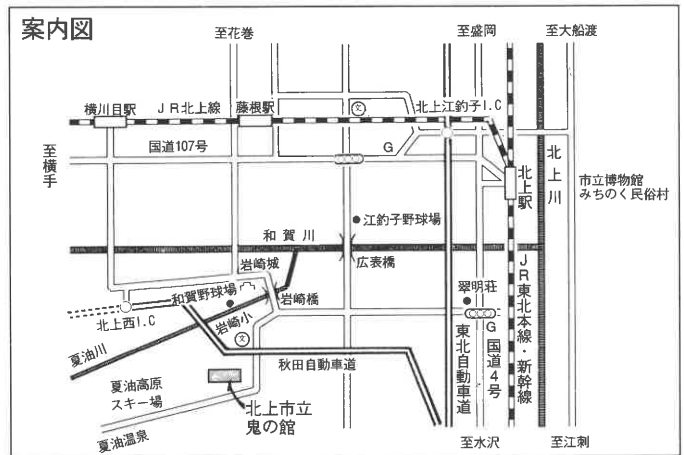 案内図
至花巻
至盛岡
至大船渡
横川目駅
JR北上線
藤根駅
文
北上江釣子I.C
至横手
国道107号
G
北上駅
北上川
市立博物館
みちのく民俗村
江釣子野球場
和賀川
広表橋
岩崎城
和賀野球場
岩崎橋
翠明荘
北上西I.C
岩崎小
文
G
夏油川
秋田自動車道
東北自動車道
国道4号
JR東北本線・新幹線
夏油高原
スキー場
北上市立
鬼の館
夏油温泉
至水沢
至江刺